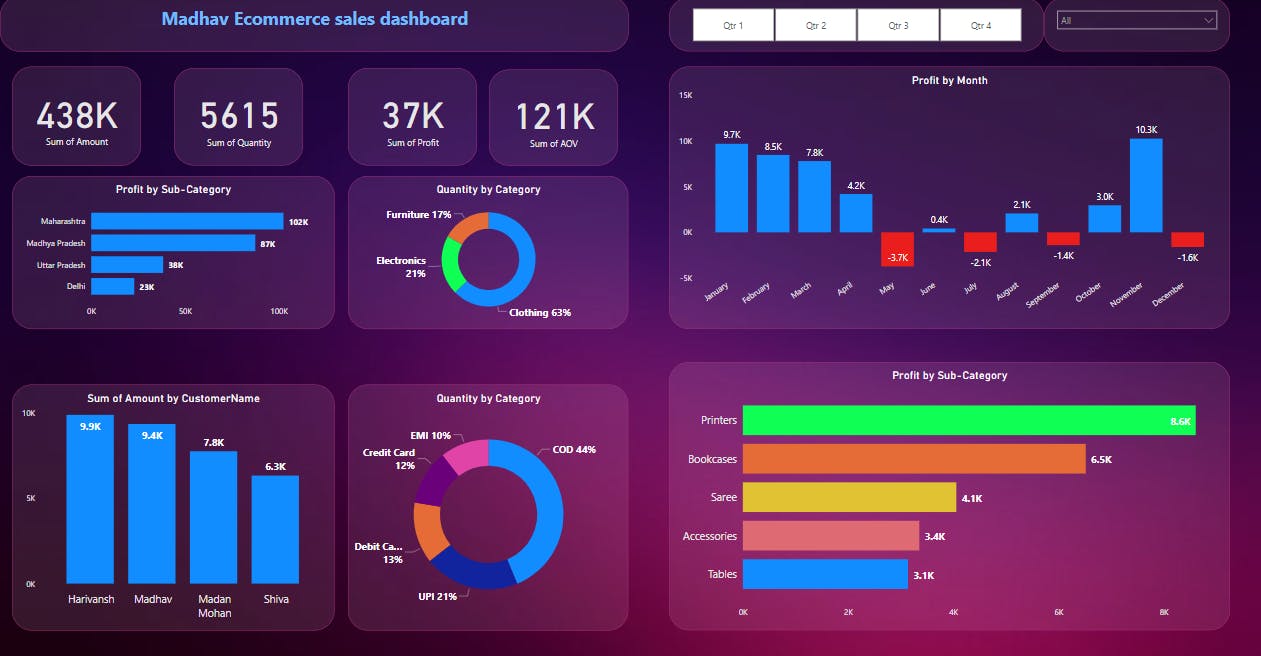 Madhav Ecommerce sales dashboard
Qtr 1
Qtr 2
Qtr 3
Qtr 4
All
438K
Sum of Amount
5615
Sum of Quantity
37K
Sum of Profit
121K
Sum of AOV
Profit by Month
15K
10K
5K
0K
-5K
9.7K
8.5K
7.8K
4.2K
-3.7K
0.4K
-2.1K
2.1K
-1.4K
3.0K
10.3K
-1.6K
January
February
March
April
May
June
July
August
September
October
November
December
Profit by Sub-Category
Maharashtra
102K
Madhya Pradesh
87K
Uttar Pradesh
38K
Delhi
23K
0K
50K
100K
Quantity by Category
Furniture 17%
Electronics
21%
Clothing 63%
Sum of Amount by CustomerName
10K
5K
0K
9.9K
9.4K
7.8K
6.3K
Harivansh
Madhav
Madan
Mohan
Shiva
Quantity by Category
EMI 10%
COD 44%
Credit Card
12%
Debit Ca...
13%
UPI 21%
Profit by Sub-Category
Printers
8.6K
Bookcases
6.5K
Saree
4.1K
Accessories
3.4K
Tables
3.1K
0K
2K
4K
6K
8K